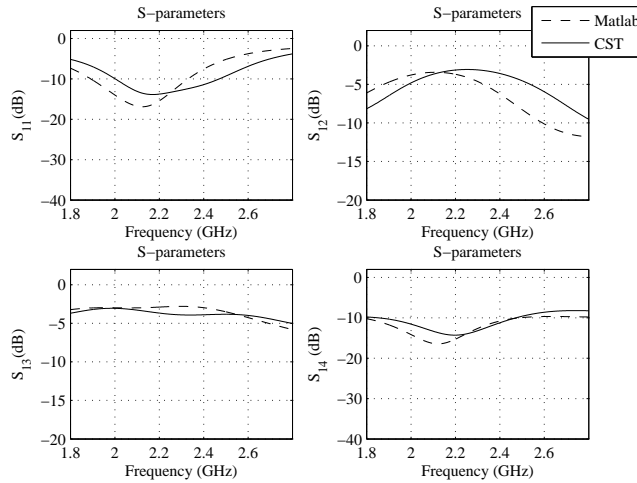 S−parameters
0
−10
−20
−30
−40
1.8 2 2.2 2.4 2.6
Frequency (GHz)
S11(dB)
S−parameters
0
−5
−10
−15
−20
1.8 2 2.2 2.4 2.6
Frequency (GHz)
S12(dB)
Matlab
CST
S−parameters
0
−5
−10
−15
−20
1.8 2 2.2 2.4 2.6
Frequency (GHz)
S13(dB)
S−parameters
0
−10
−20
−30
−40
1.8 2 2.2 2.4 2.6
Frequency (GHz)
S14(dB)